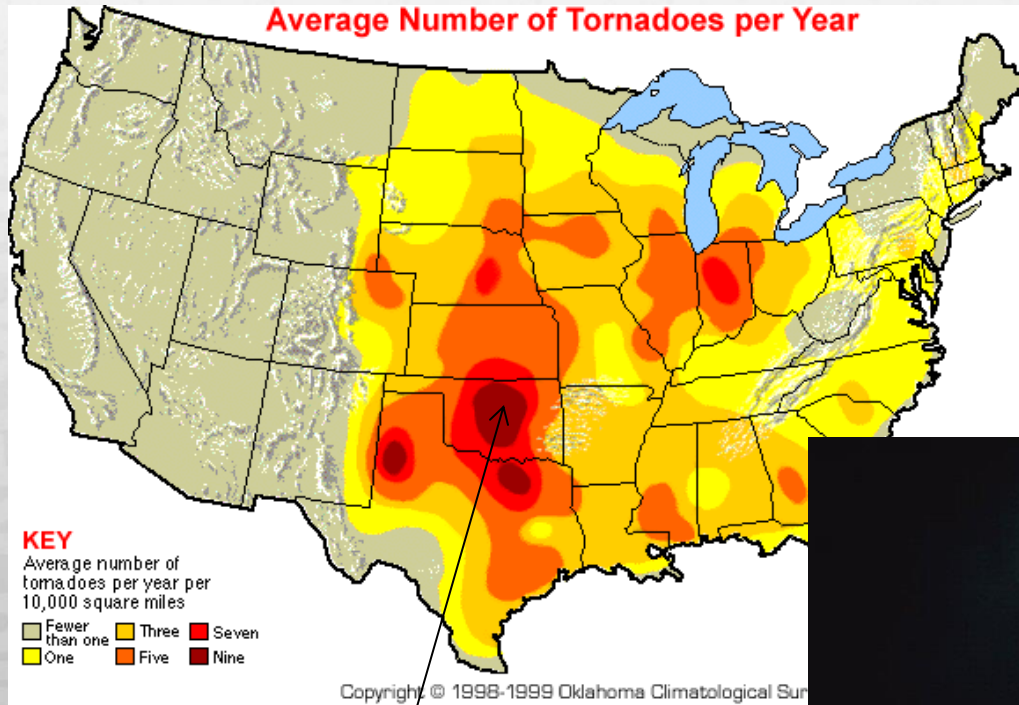 Average Number of Tornadoes per Year
KEY
Average number of
tornadoes per year per
10,000 square miles
Fewer than one
Three
Seven
One
Five
Nine
Copyright © 1998-1999 Oklahoma Climatological Sur